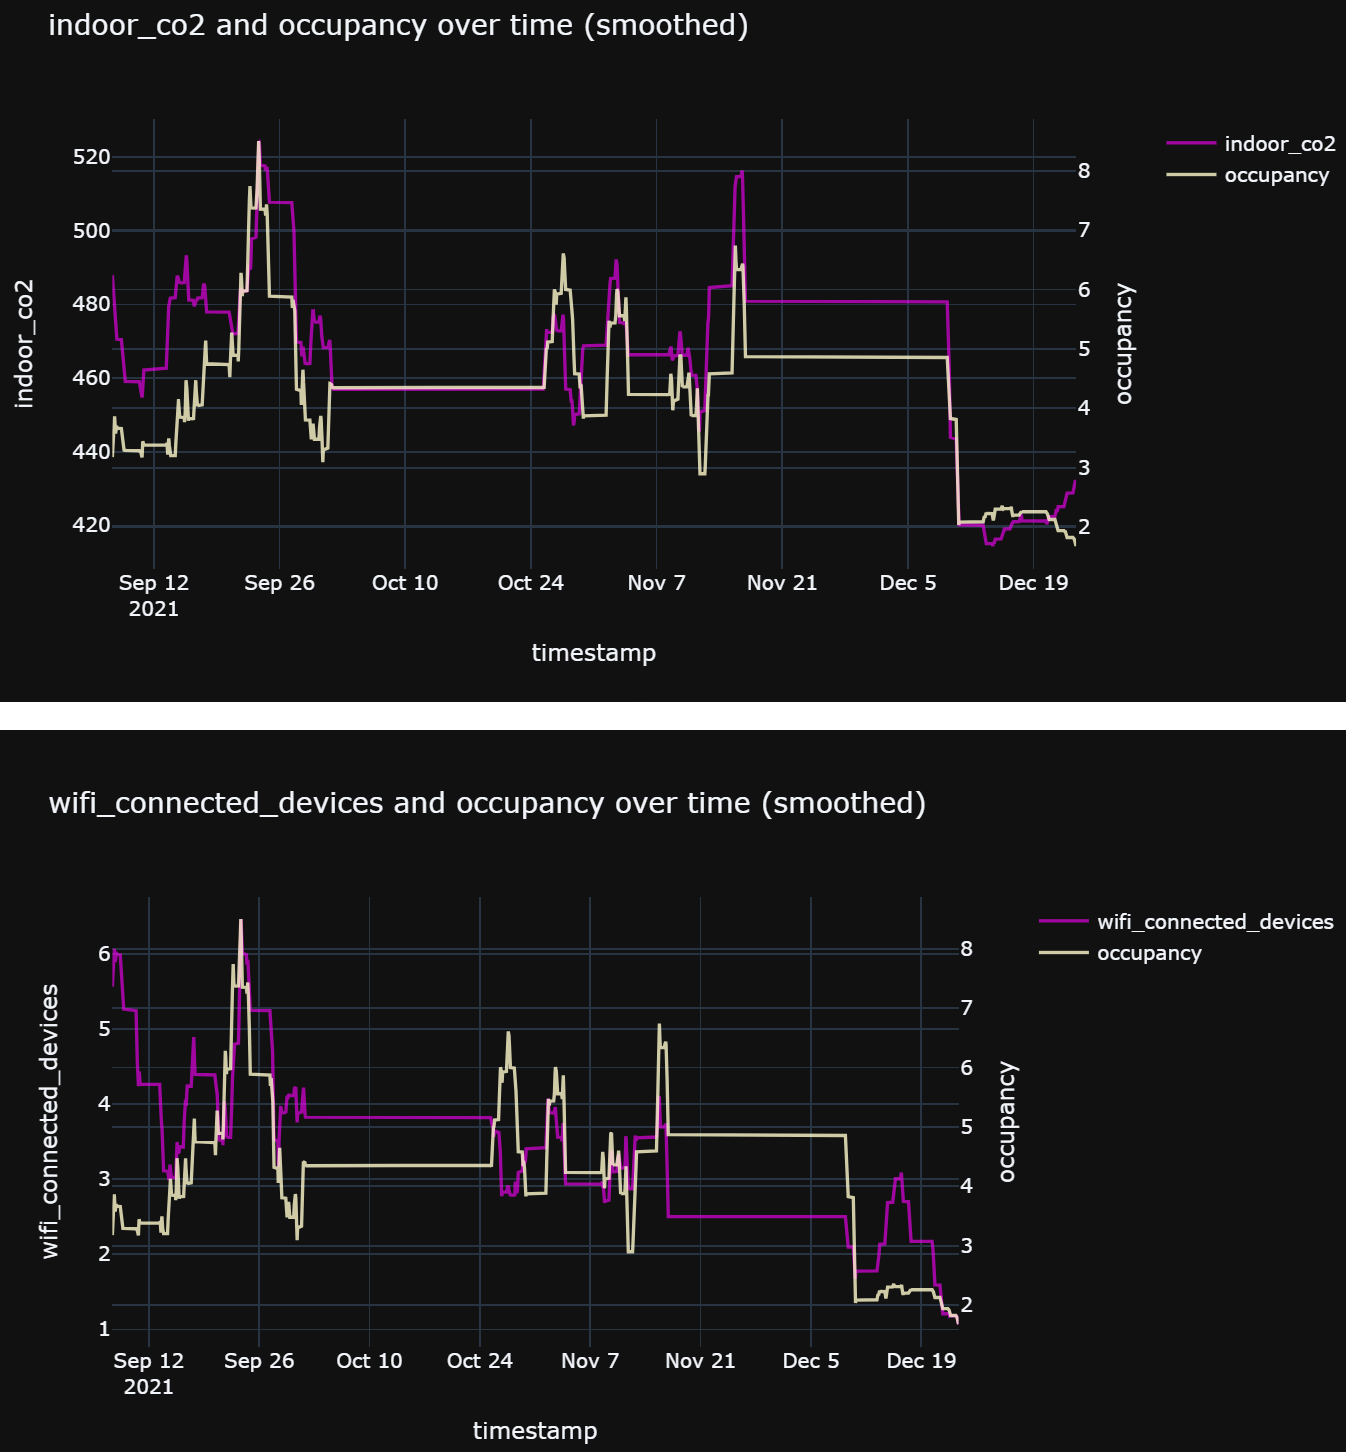 indoor_co2 and occupancy over time (smoothed)
indoor_co2
occupancy
520
500
480
460
440
420
8
7
6
5
4
3
2
indoor_co2
occupancy
Sep 12
2021
Sep 26
Oct 10
Oct 24
Nov 7
Nov 21
Dec 5
Dec 19
timestamp
wifi_connected_devices and occupancy over time (smoothed)
wifi_connected_devices
occupancy
6
5
4
3
2
1
8
7
6
5
4
3
2
wifi_connected_devices
occupancy
Sep 12
2021
Sep 26
Oct 10
Oct 24
Nov 7
Nov 21
Dec 5
Dec 19
timestamp